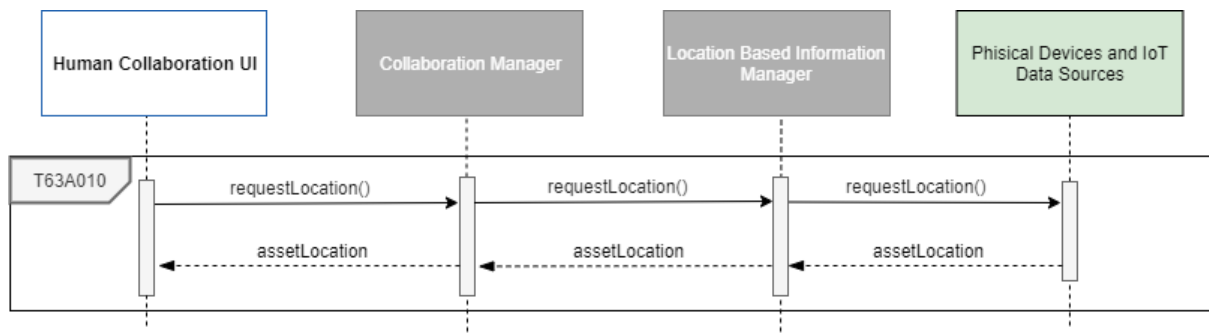 Human Collaboration UI
Collaboration Manager
Location Based Information
Manager
Phisical Devices and IoT
Data Sources
T63A010
requestLocation()
requestLocation()
requestLocation()
assetLocation
assetLocation
assetLocation